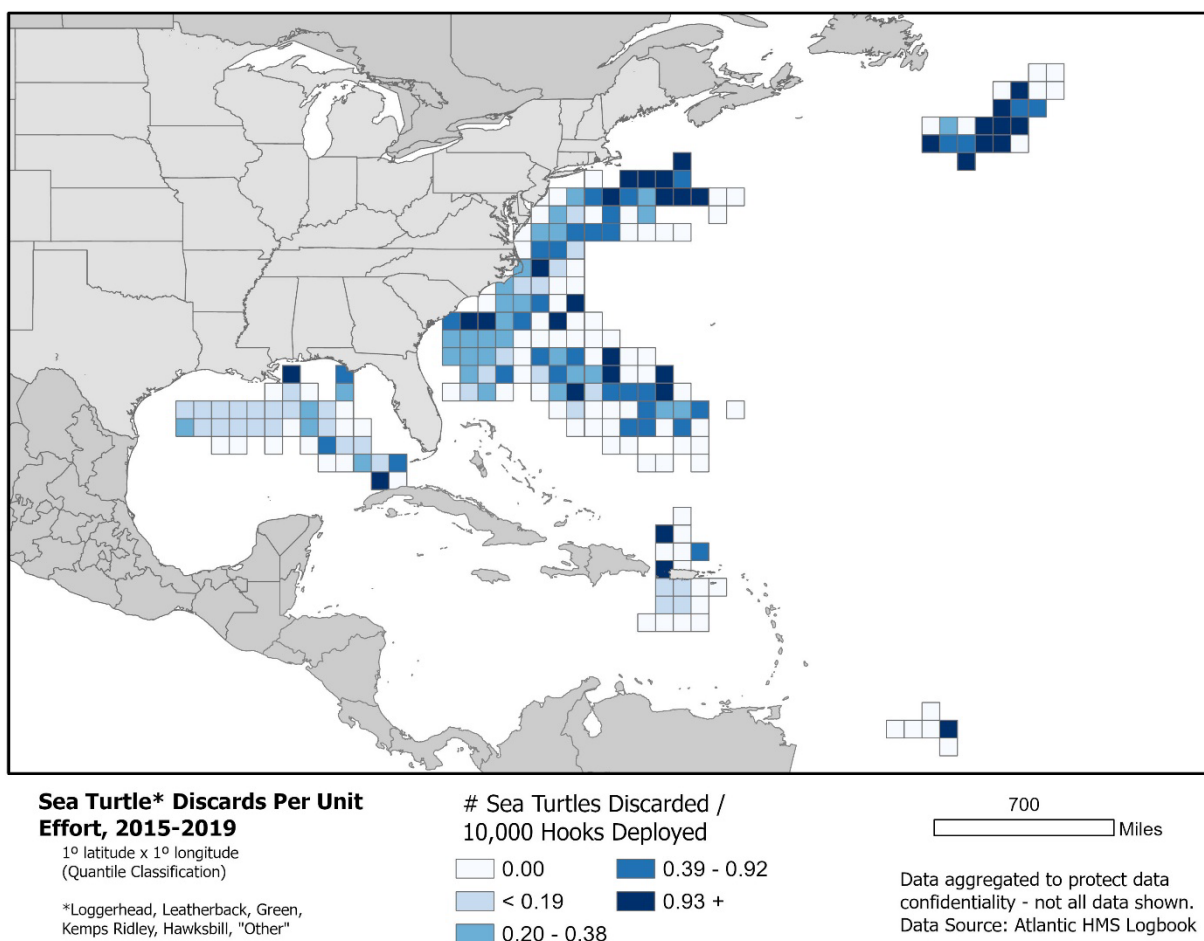 Sea Turtle* Discards Per Unit
Effort, 2015-2019
1º latitude x 1º longitude
(Quantile Classification)
*Loggerhead, Leatherback, Green,
Kemps Ridley, Hawksbill, "Other"
# Sea Turtles Discarded /
10,000 Hooks Deployed
0.00
< 0.19
0.20 - 0.38
0.39 - 0.92
0.93 +
700
Miles
Data aggregated to protect data
confidentiality - not all data shown.
Data Source: Atlantic HMS Logbook